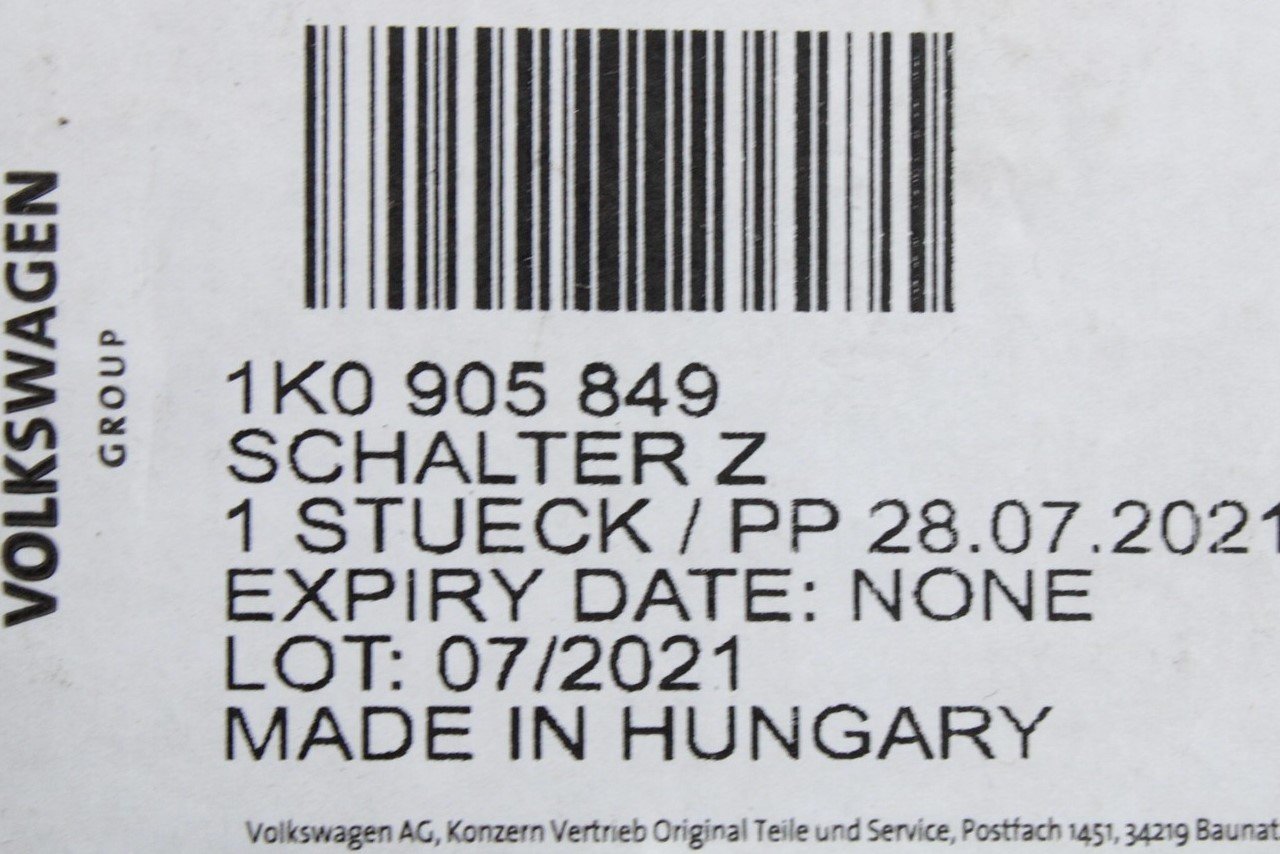 VOLKSWAGEN
GROUP
1K0 905 849
SCHALTER Z
1 STUECK / PP 28.07.2021
EXPIRY DATE: NONE
LOT: 07/2021
MADE IN HUNGARY
Volkswagen AG, Konzern Vertrieb Original Teile und Service, Postfach 1451, 34219 Baunat